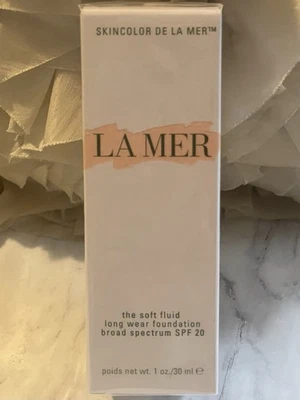 SKINCOLOR DE LA MER™
LA MER
the soft fluid
long wear foundation
broad spectrum SPF 20
poids net wt. 1 oz./30 ml ℮